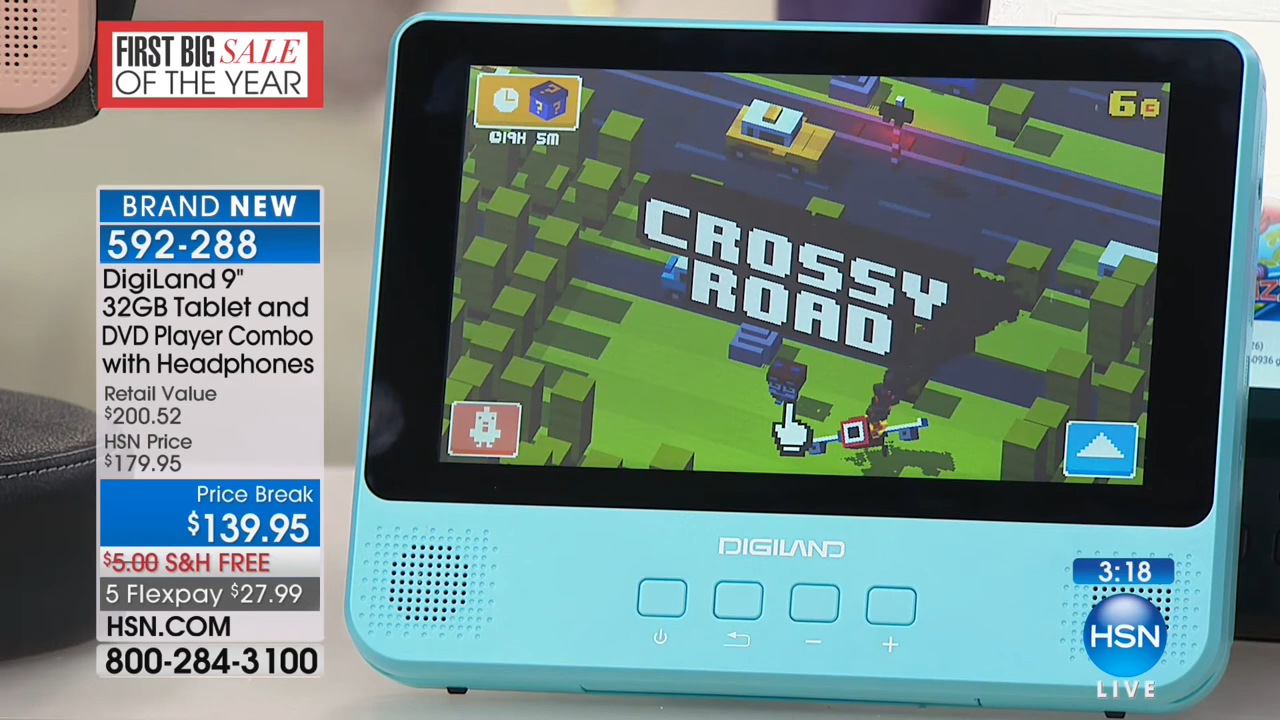 FIRST BIG SALE
OF THE YEAR
BRAND NEW
592-288
DigiLand 9"
32GB Tablet and
DVD Player Combo
with Headphones
Retail Value
$200.52
HSN Price
$179.95
Price Break
$139.95
$5.00 S&H FREE
5 Flexpay $27.99
HSN.COM
800-284-3100
19H 5M
6
CROSSY
ROAD
DIGILAND
3:18
HSN
LIVE